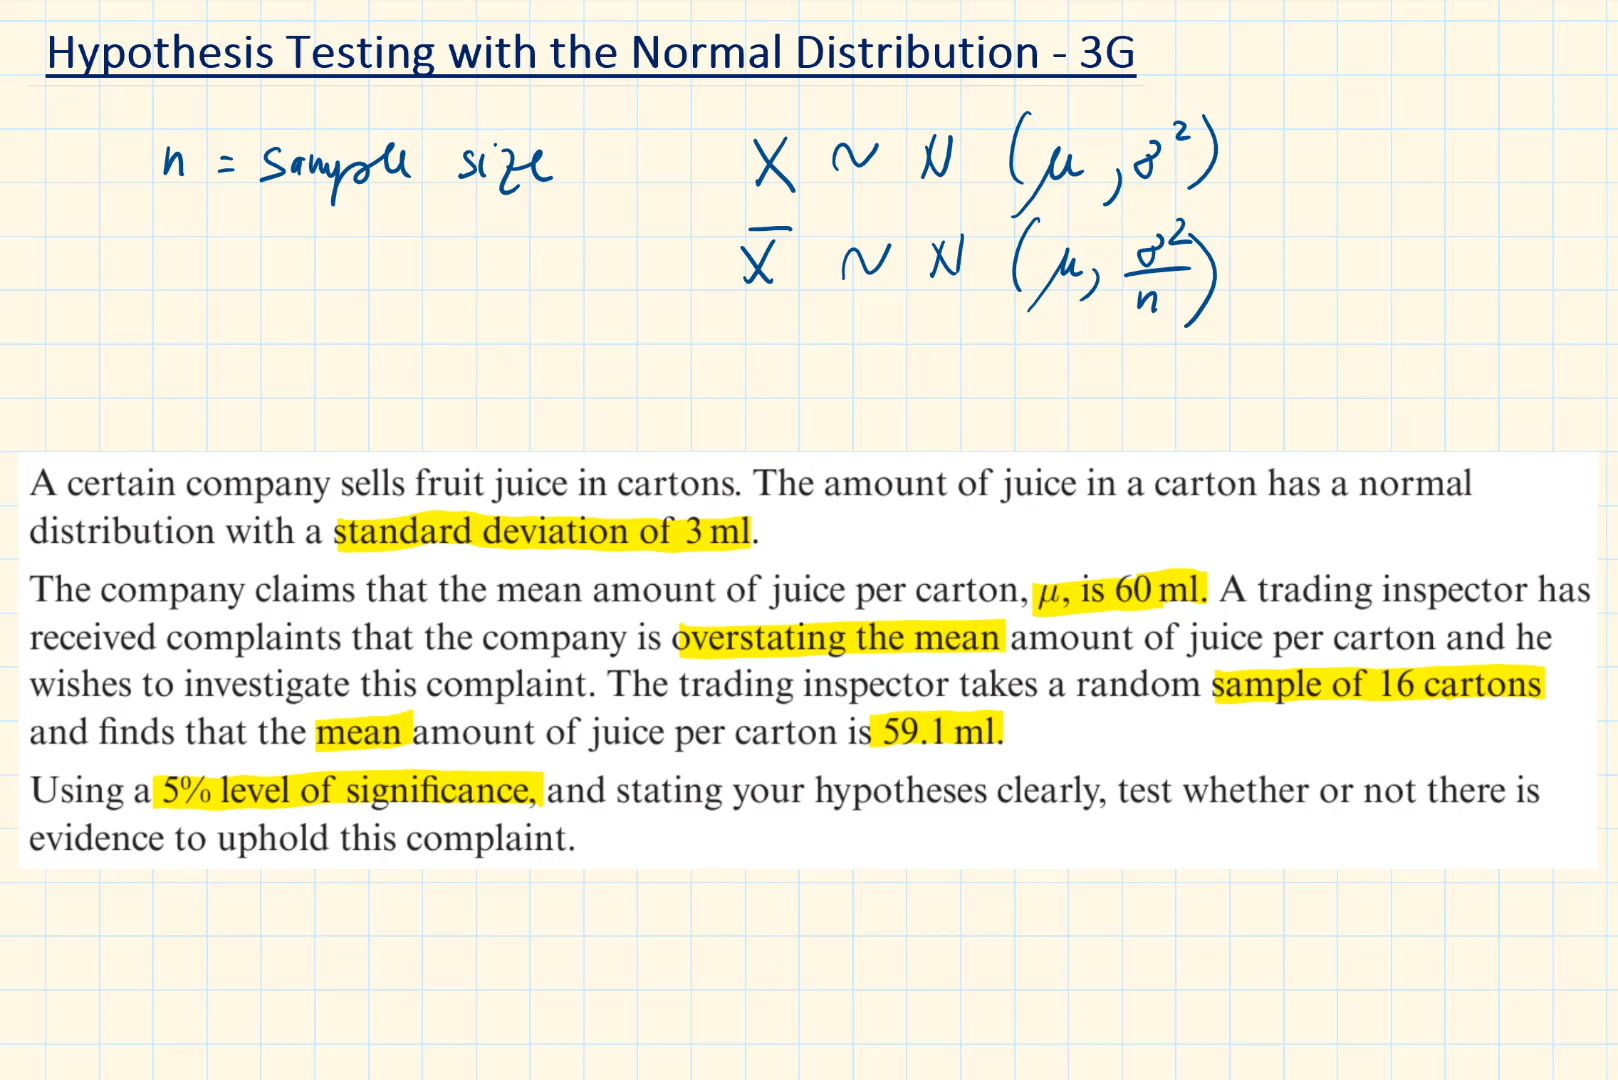 Hypothesis Testing with the Normal Distribution - 3G
n = sample size X ~ N (μ, σ²)
X̄ ~ N (μ, σ²/n)
A certain company sells fruit juice in cartons. The amount of juice in a carton has a normal
distribution with a standard deviation of 3 ml.
The company claims that the mean amount of juice per carton, μ, is 60 ml. A trading inspector has
received complaints that the company is overstating the mean amount of juice per carton and he
wishes to investigate this complaint. The trading inspector takes a random sample of 16 cartons
and finds that the mean amount of juice per carton is 59.1 ml.
Using a 5% level of significance, and stating your hypotheses clearly, test whether or not there is
evidence to uphold this complaint.